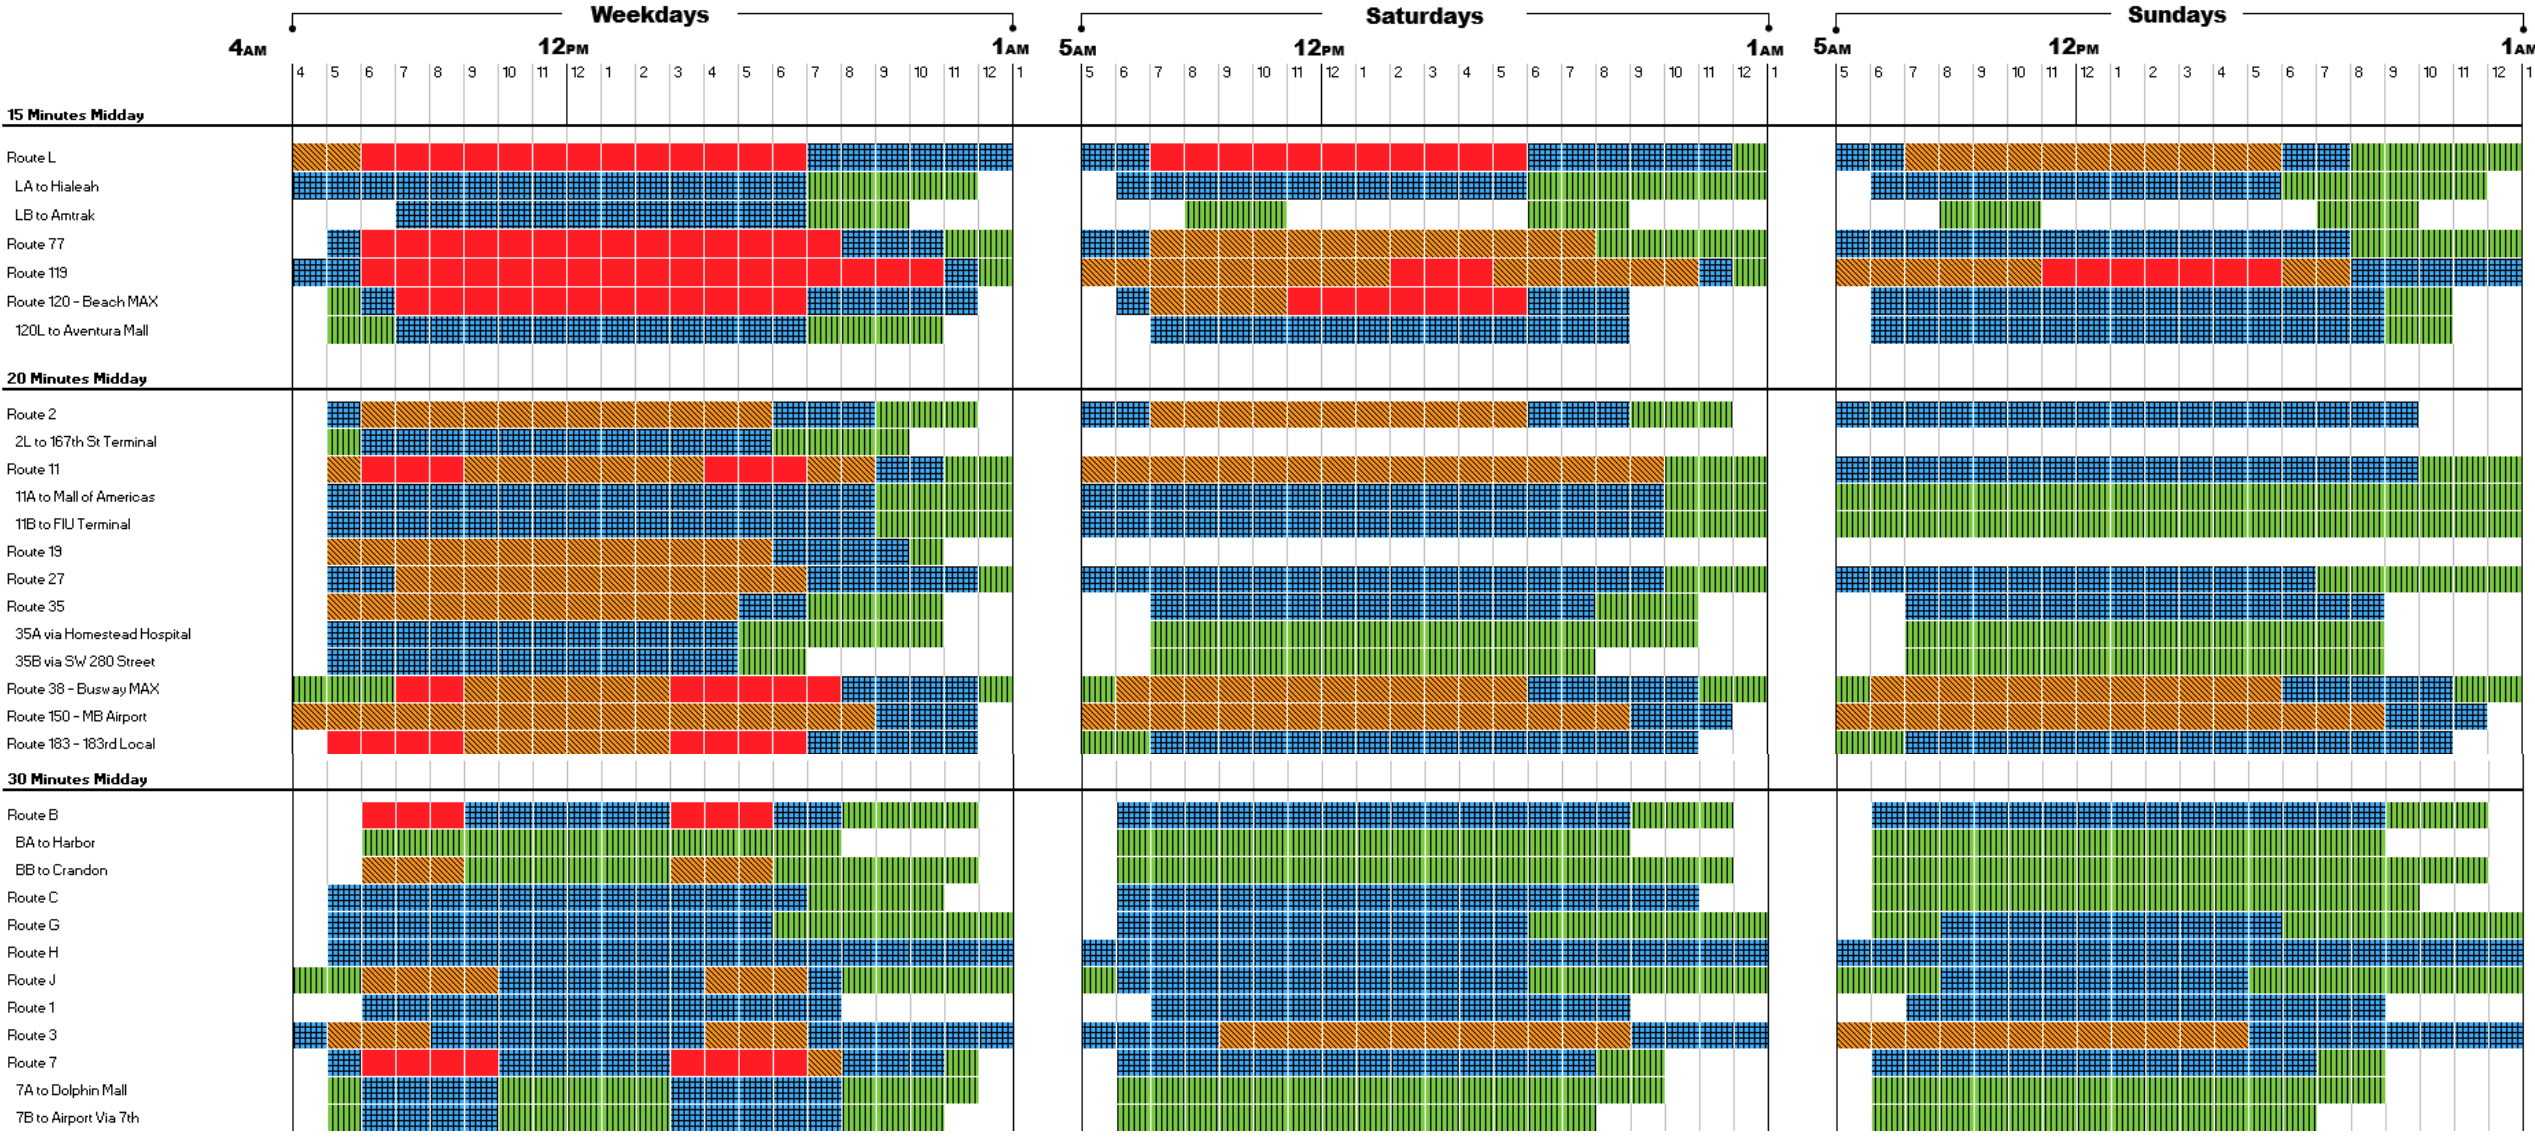 Weekdays Saturdays Sundays
4AM 12PM 1AM 5AM 12PM 1AM 5AM 12PM 1AM
4 5 6 7 8 9 10 11 12 1 2 3 4 5 6 7 8 9 10 11 12 1 5 6 7 8 9 10 11 12 1 2 3 4 5 6 7 8 9 10 11 12 1 5 6 7 8 9 10 11 12 1 2 3 4 5 6 7 8 9 10 11 12 1
15 Minutes Midday
Route L
LA to Hialeah
LB to Amtrak
Route 77
Route 119
Route 120 - Beach MAX
120L to Aventura Mall
20 Minutes Midday
Route 2
2L to 167th St Terminal
Route 11
11A to Mall of Americas
11B to FIU Terminal
Route 19
Route 27
Route 35
35A via Homestead Hospital
35B via SW 280 Street
Route 38 - Busway MAX
Route 150 - MB Airport
Route 183 - 183rd Local
30 Minutes Midday
Route B
BA to Harbor
BB to Crandon
Route C
Route G
Route H
Route J
Route 1
Route 3
Route 7
7A to Dolphin Mall
7B to Airport Via 7th